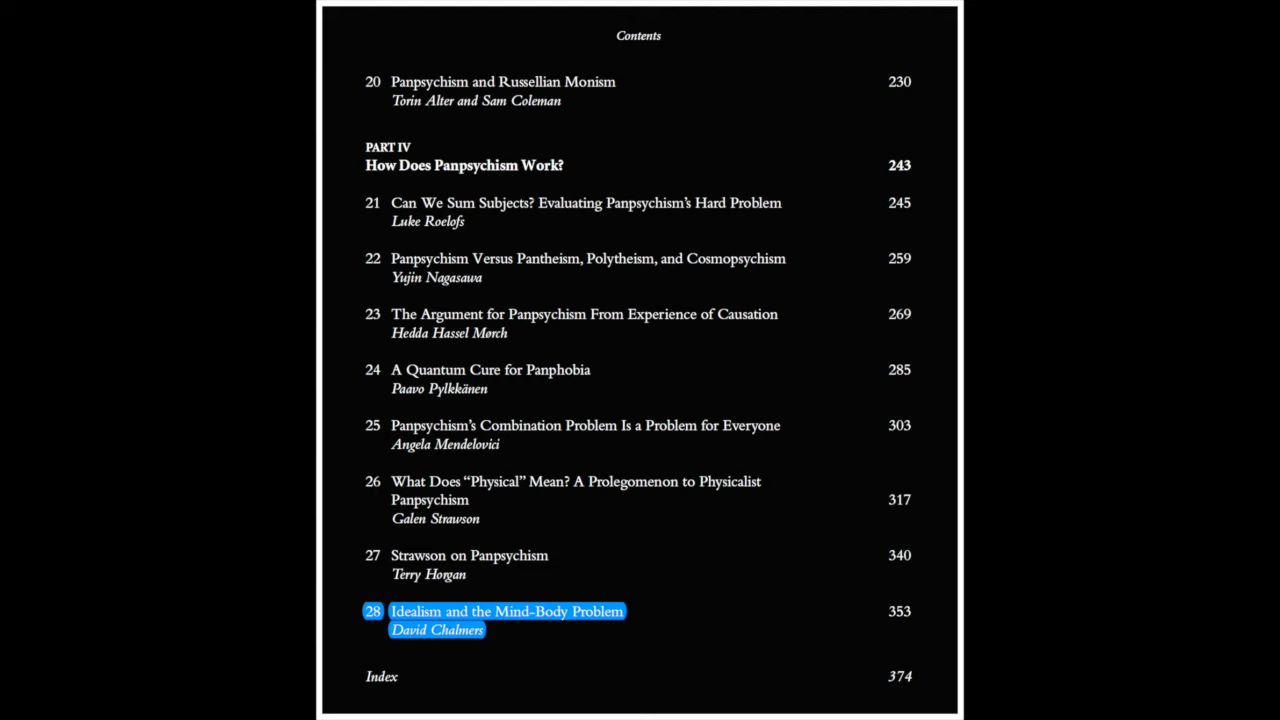 Contents
20 Panpsychism and Russellian Monism 230
Torin Alter and Sam Coleman
PART IV
How Does Panpsychism Work? 243
21 Can We Sum Subjects? Evaluating Panpsychism’s Hard Problem 245
Luke Roelofs
22 Panpsychism Versus Pantheism, Polytheism, and Cosmopsychism 259
Yujin Nagasawa
23 The Argument for Panpsychism From Experience of Causation 269
Hedda Hassel Mørch
24 A Quantum Cure for Panphobia 285
Paavo Pylkkänen
25 Panpsychism’s Combination Problem Is a Problem for Everyone 303
Angela Mendelovici
26 What Does “Physical” Mean? A Prolegomenon to Physicalist
Panpsychism 317
Galen Strawson
27 Strawson on Panpsychism 340
Terry Horgan
28 Idealism and the Mind-Body Problem 353
David Chalmers
Index 374